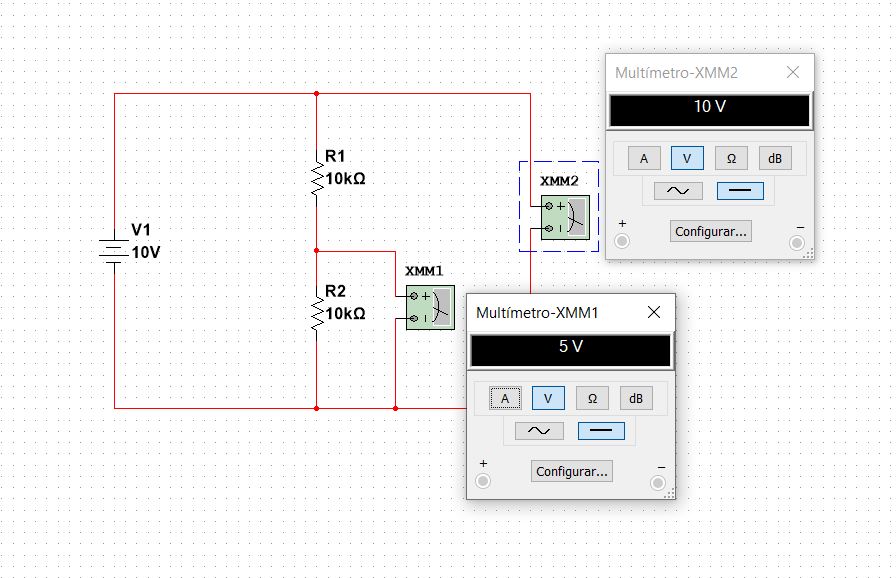 Multímetro-XMM2
10 V
A V Ω dB
+ −
Configurar...
R1
10kΩ
XMM2
V1
10V
XMM1
R2
10kΩ
Multímetro-XMM1
5 V
A V Ω dB
+ −
Configurar...